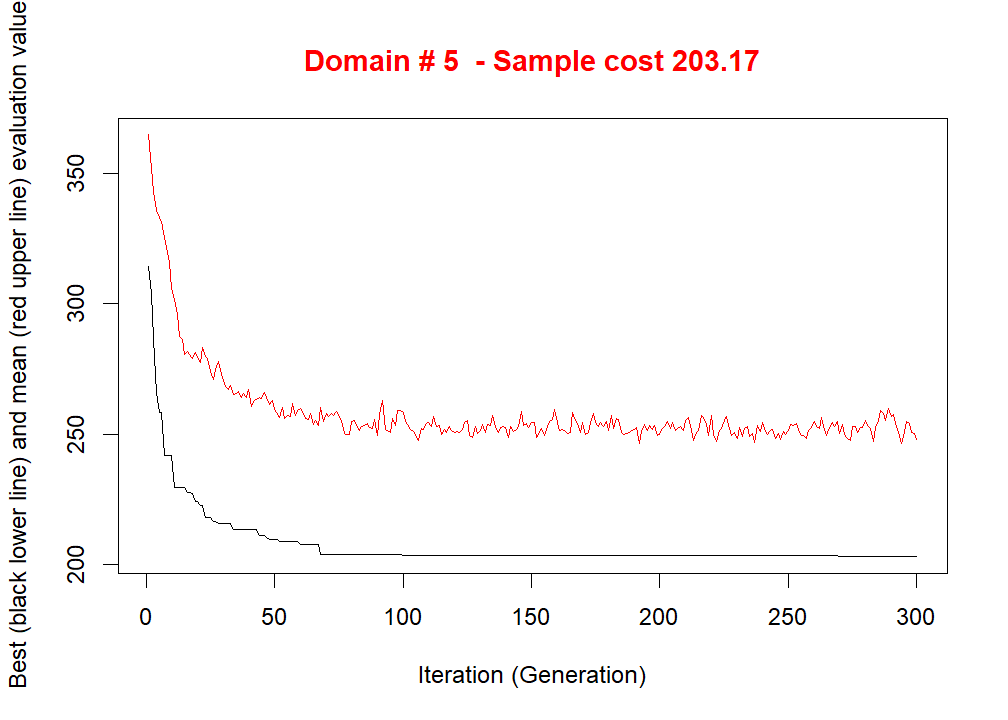 Domain # 5 - Sample cost 203.17
Best (black lower line) and mean (red upper line) evaluation value
350
300
250
200
0 50 100 150 200 250 300
Iteration (Generation)